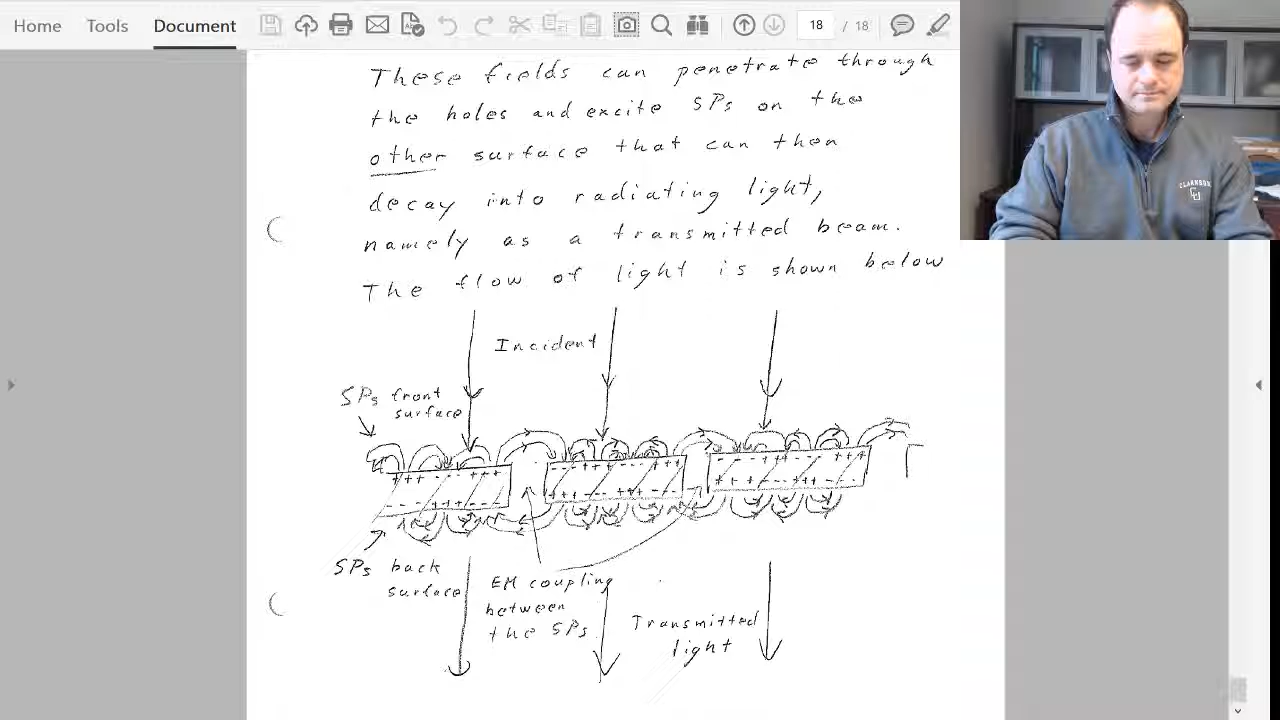 Home Tools Document 18 / 18
CLARKSON
CU
These fields can penetrate through
the holes and excite SPs on the
other surface that can then
decay into radiating light,
namely as a transmitted beam.
The flow of light is shown below
Incident
SPs front
surface
SPs back
surface
EM coupling
between
the SPs
Transmitted
light